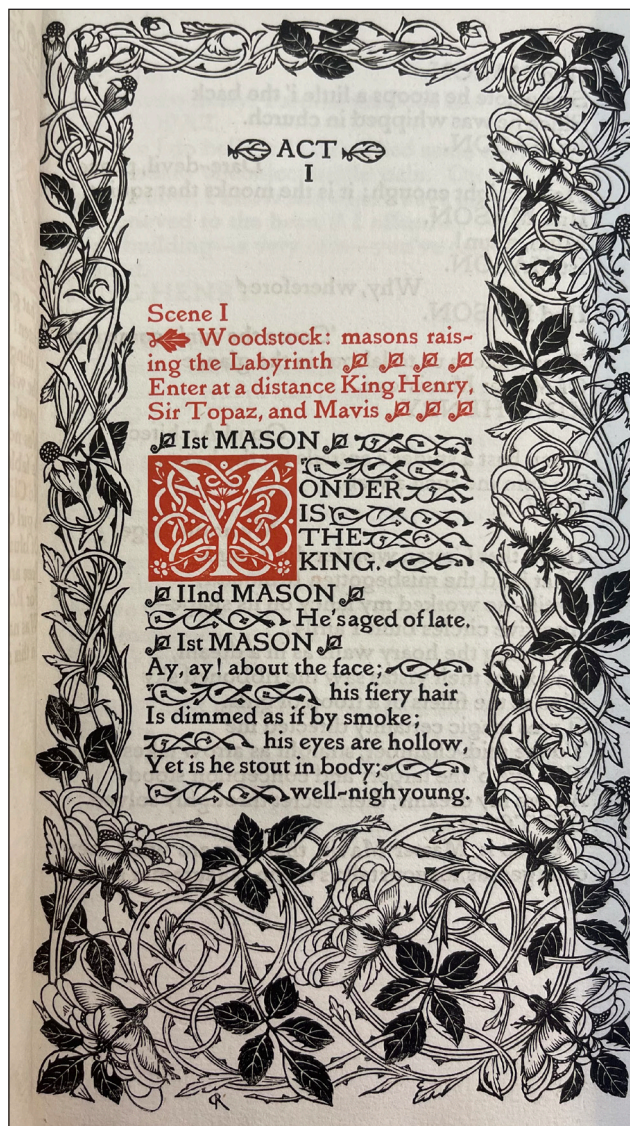 ACT
I
Scene I
Woodstock: masons rais-
ing the Labyrinth
Enter at a distance King Henry,
Sir Topaz, and Mavis
Ist MASON
YONDER
IS
THE
KING.
IInd MASON
He's aged of late.
Ist MASON
Ay, ay! about the face;
his fiery hair
Is dimmed as if by smoke;
his eyes are hollow,
Yet is he stout in body;
well-nigh young.
CR